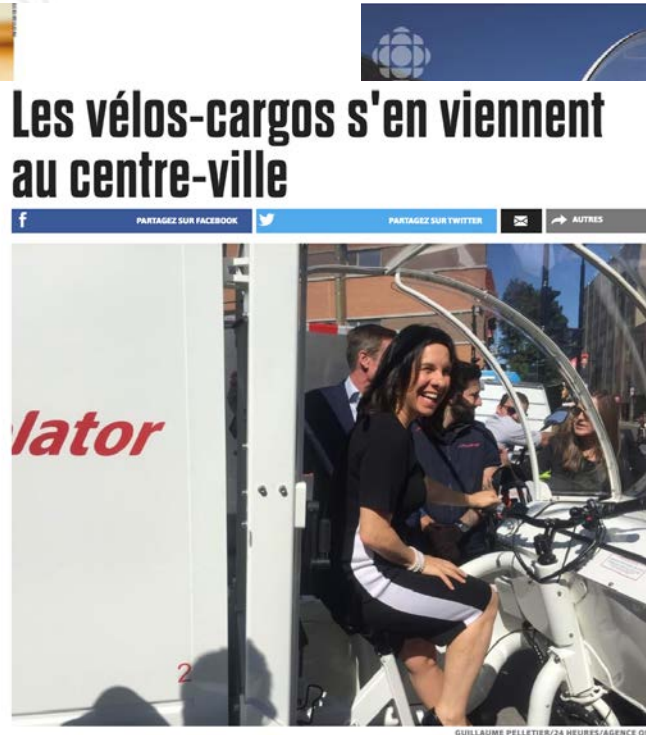 Les vélos-cargos s'en viennent
au centre-ville
PARTAGEZ SUR FACEBOOK
PARTAGEZ SUR TWITTER
AUTRES
lator
2
GUILLAUME PELLETIER/24 HEURES/AGENCE